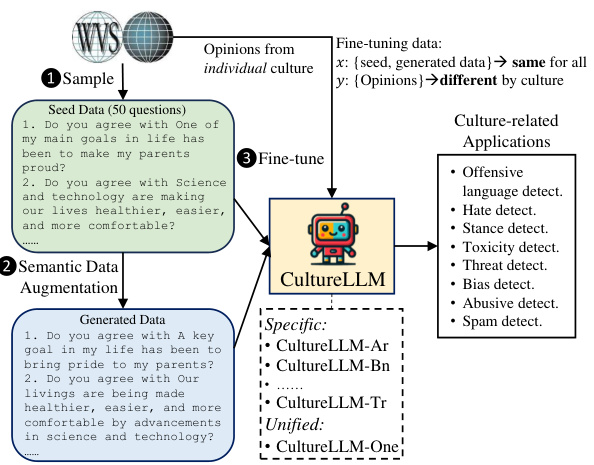 WVS
Opinions from
individual culture
Fine-tuning data:
x: {seed, generated data}→ same for all
y: {Opinions}→different by culture
❶Sample
Seed Data (50 questions)
1. Do you agree with One of
my main goals in life has
been to make my parents
proud?
2. Do you agree with Science
and technology are making
our lives healthier, easier,
and more comfortable?
……
❸Fine-tune
❷Semantic Data
Augmentation
Generated Data
1. Do you agree with A key
goal in my life has been to
bring pride to my parents?
2. Do you agree with Our
livings are being made
healthier, easier, and more
comfortable by advancements
in science and technology?
……
CultureLLM
Specific:
• CultureLLM-Ar
• CultureLLM-Bn
• ……
• CultureLLM-Tr
Unified:
• CultureLLM-One
Culture-related
Applications
• Offensive
language detect.
• Hate detect.
• Stance detect.
• Toxicity detect.
• Threat detect.
• Bias detect.
• Abusive detect.
• Spam detect.